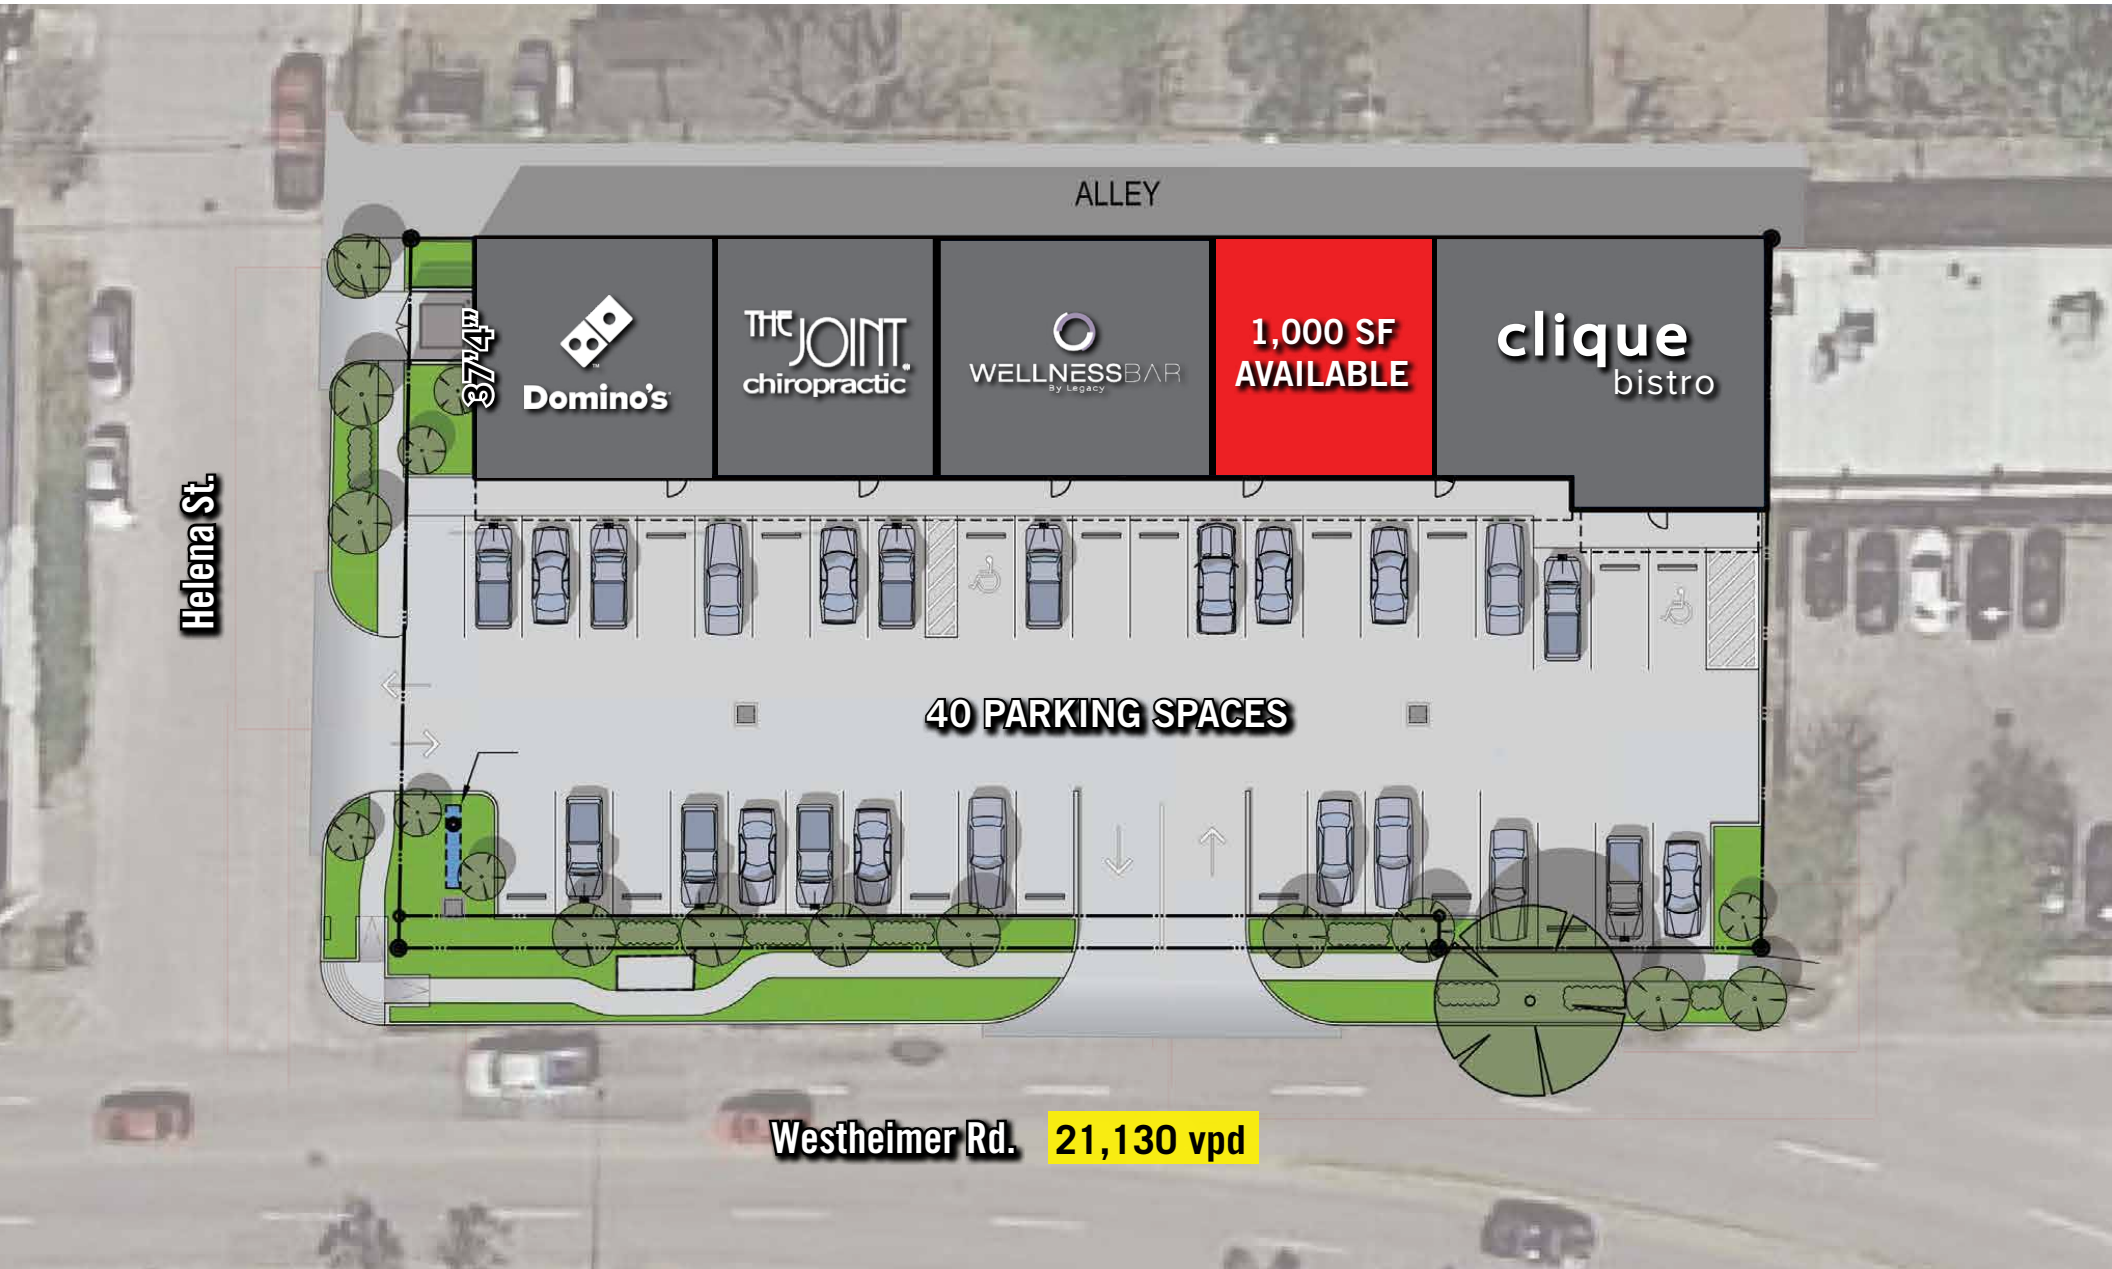 ALLEY
37'4"
Domino's
THE JOINT
chiropractic
WELLNESSBAR
By Legacy
1,000 SF
AVAILABLE
clique
bistro
Helena St.
40 PARKING SPACES
Westheimer Rd.
21,130 vpd